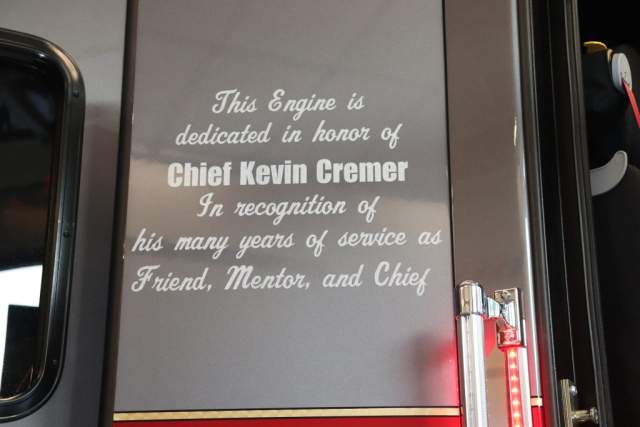 This Engine is
dedicated in honor of
Chief Kevin Cremer
In recognition of
his many years of service as
Friend, Mentor, and Chief